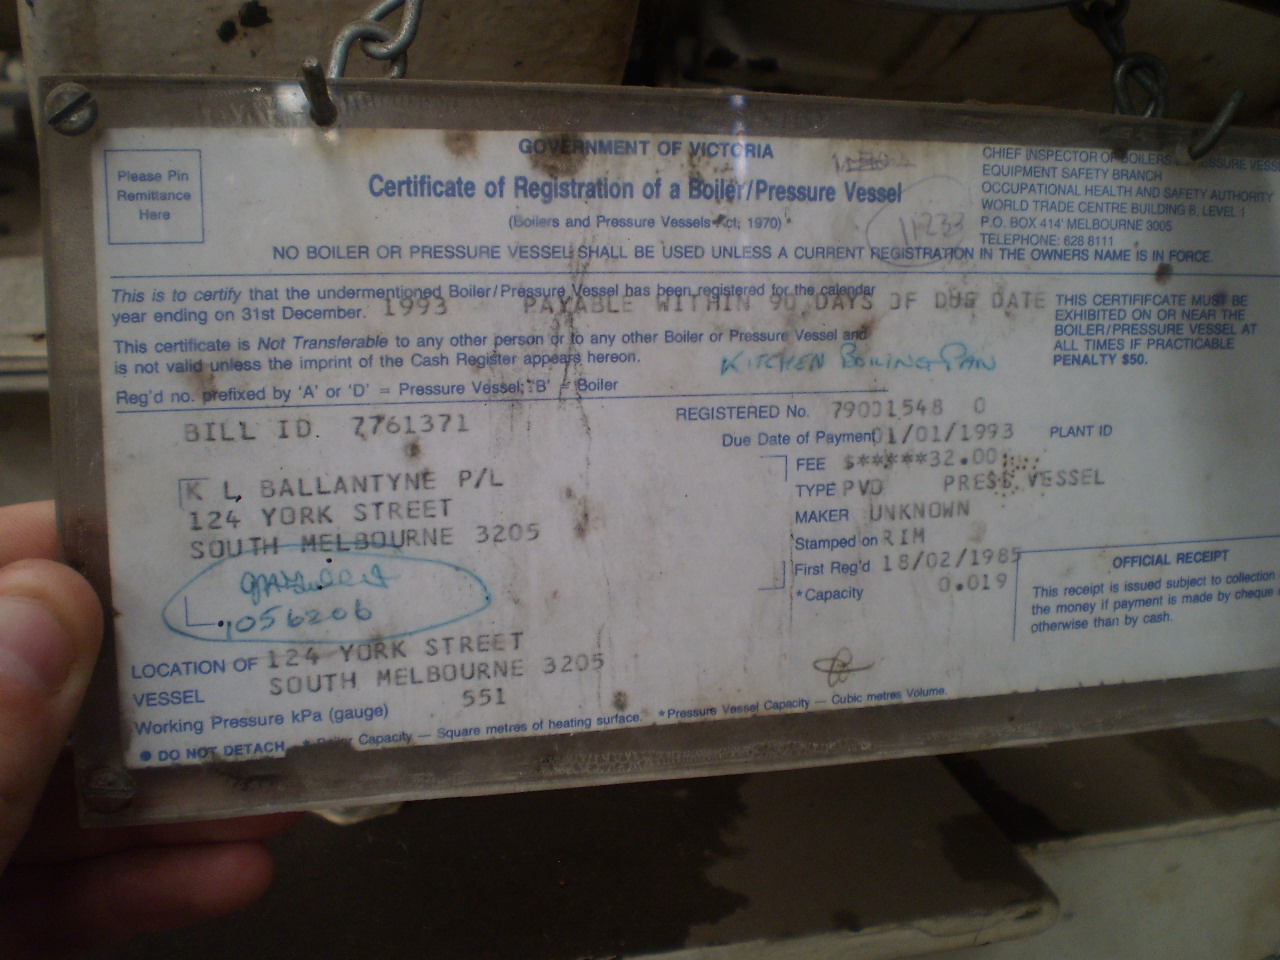 Please Pin
Remittance
Here
GOVERNMENT OF VICTORIA
Certificate of Registration of a Boiler/Pressure Vessel
(Boilers and Pressure Vessels Act, 1970)
11233
CHIEF INSPECTOR OF BOILERS PRESSURE VESS
EQUIPMENT SAFETY BRANCH
OCCUPATIONAL HEALTH AND SAFETY AUTHORITY
WORLD TRADE CENTRE BUILDING B, LEVEL 1
P.O. BOX 414' MELBOURNE 3005
TELEPHONE: 628 8111
NO BOILER OR PRESSURE VESSEL SHALL BE USED UNLESS A CURRENT REGISTRATION IN THE OWNERS NAME IS IN FORCE.
This is to certify that the undermentioned Boiler/Pressure Vessel has been registered for the calendar
year ending on 31st December. 1993 PAYABLE WITHIN 90 DAYS OF DUE DATE
This certificate is Not Transferable to any other person or to any other Boiler or Pressure Vessel and
is not valid unless the imprint of the Cash Register appears hereon.
KITCHEN BOILING PAN
Reg'd no. prefixed by 'A' or 'D' = Pressure Vessel; 'B' = Boiler
THIS CERTIFIFCATE MUST BE
EXHIBITED ON OR NEAR THE
BOILER/PRESSURE VESSEL AT
ALL TIMES IF PRACTICABLE
PENALTY $50.
BILL ID. 7761371
K L BALLANTYNE P/L
124 YORK STREET
SOUTH MELBOURNE 3205
1056206
LOCATION OF 124 YORK STREET
VESSEL SOUTH MELBOURNE 3205
Working Pressure kPa (gauge) 551
REGISTERED No. 79001548 0
Due Date of Payment 01/01/1993 PLANT ID
FEE $*****32.00
TYPE PVD PRESS VESSEL
MAKER UNKNOWN
Stamped on RIM
First Reg'd 18/02/1985
*Capacity 0.019
OFFICIAL RECEIPT
This receipt is issued subject to collection
the money if payment is made by cheque
otherwise than by cash.
● DO NOT DETACH * Boiler Capacity — Square metres of heating surface. *Pressure Vessel Capacity — Cubic metres Volume.